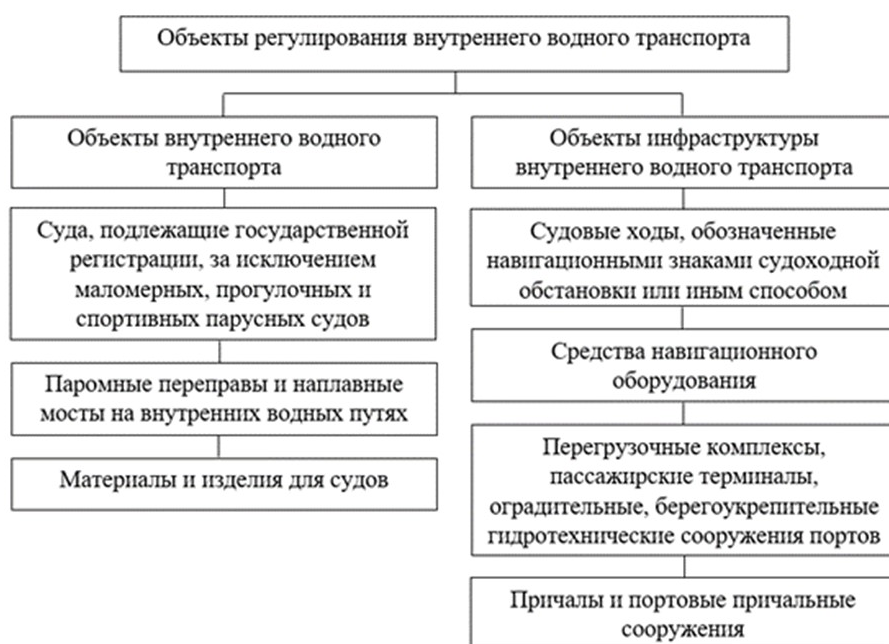 Объекты регулирования внутреннего водного транспорта
Объекты внутреннего водного
транспорта
Суда, подлежащие государственной
регистрации, за исключением
маломерных, прогулочных и
спортивных парусных судов
Паромные переправы и наплавные
мосты на внутренних водных путях
Материалы и изделия для судов
Объекты инфраструктуры
внутреннего водного транспорта
Судовые ходы, обозначенные
навигационными знаками судоходной
обстановки или иным способом
Средства навигационного
оборудования
Перегрузочные комплексы,
пассажирские терминалы,
оградительные, берегоукрепительные
гидротехнические сооружения портов
Причалы и портовые причальные
сооружения